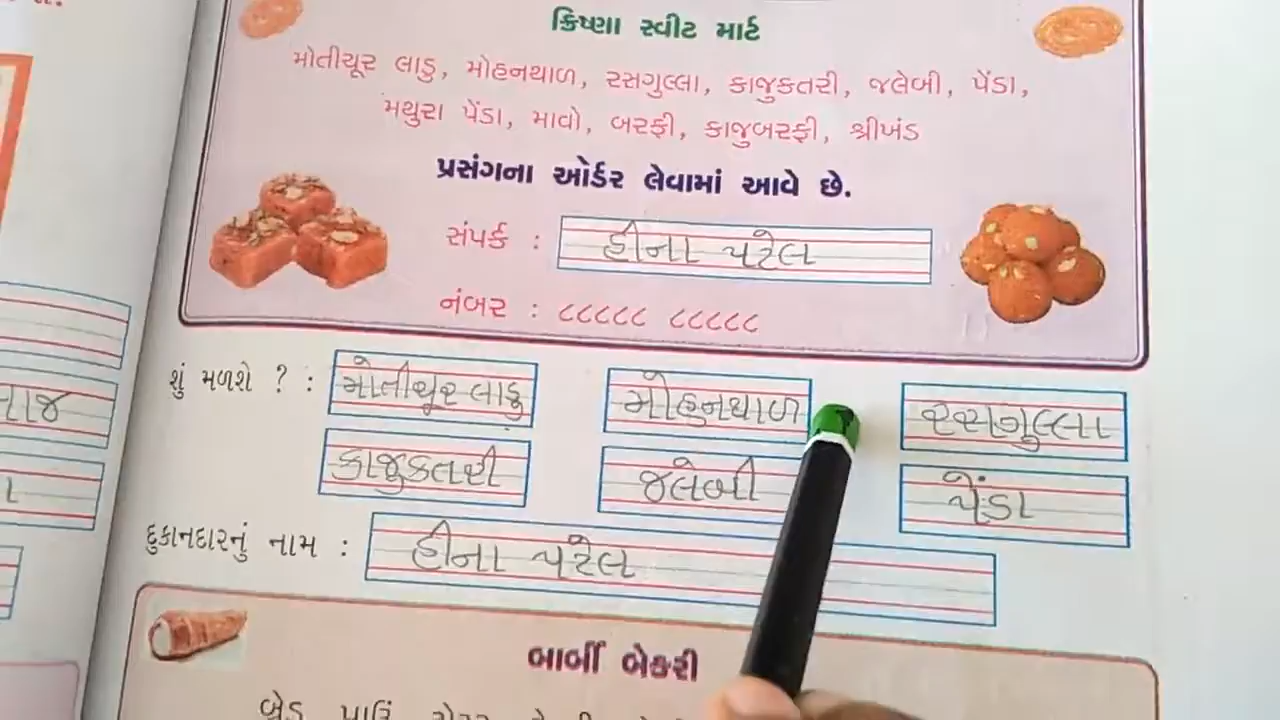 ક્રિષ્ણા સ્વીટ માર્ટ
મોતીચૂર લાડુ, મોહનથાળ, રસગુલ્લા, કાજુકતરી, જલેબી, પેંડા,
મથુરા પેંડા, માવો, બરફી, કાજુબરફી, શ્રીખંડ
પ્રસંગના ઓર્ડર લેવામાં આવે છે.
સંપર્ક : હીના પટેલ
નંબર : ૮૮૮૮૮ ૮૮૮૮૮
શું મળશે ? : મોતીચૂર લાડુ મોહનથાળ રસગુલ્લા
કાજુકતરી જલેબી પેંડા
દુકાનદારનું નામ : હીના પટેલ
બાર્બી બેકરી
બ્રેડ